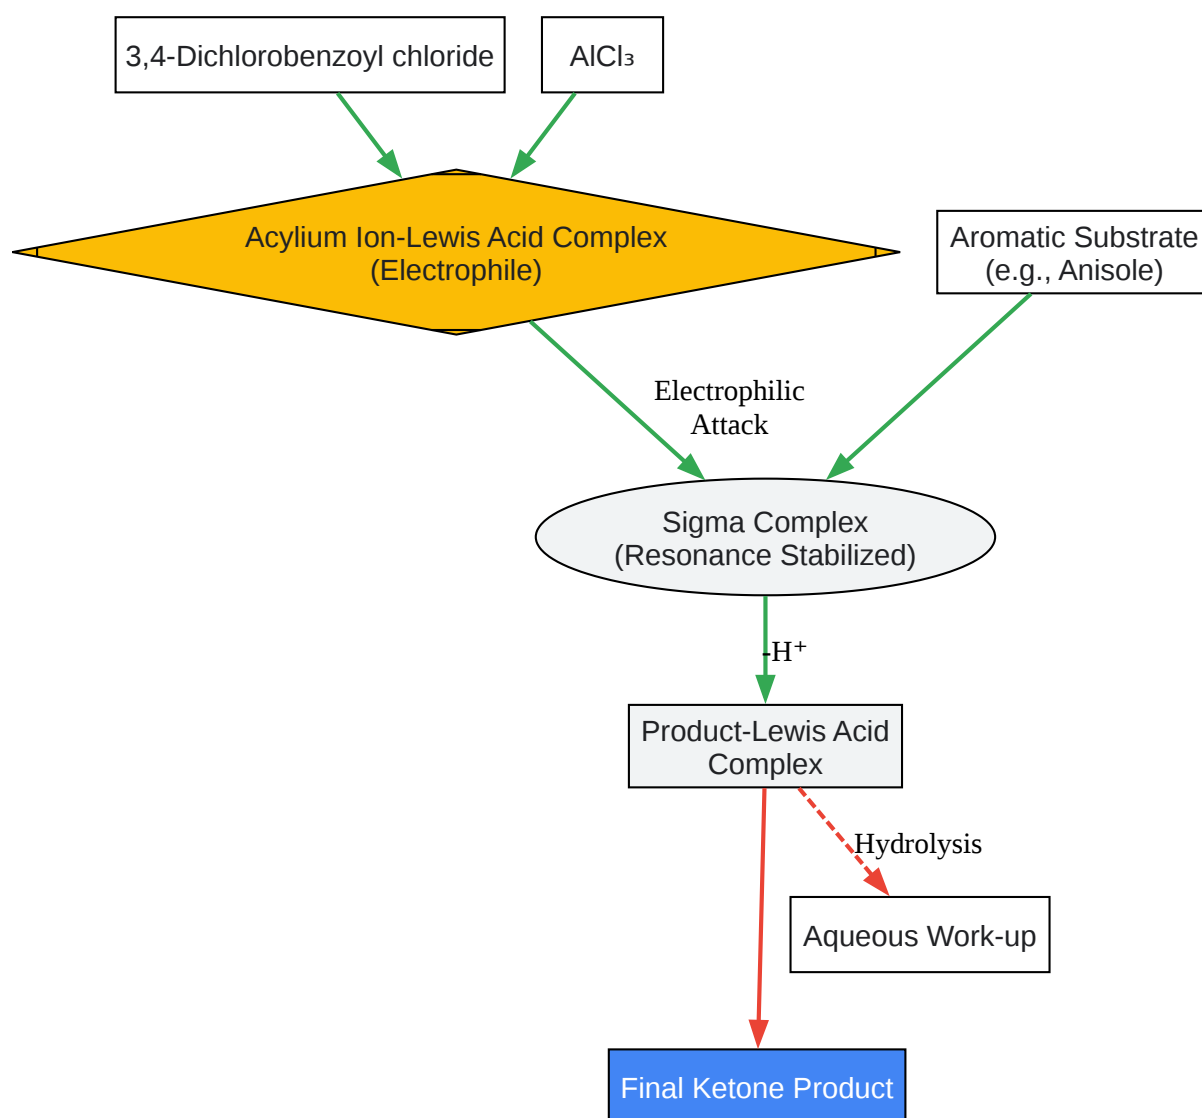 3,4-Dichlorobenzoyl chloride
AlCl₃
Acylium Ion-Lewis Acid Complex
(Electrophile)
Aromatic Substrate
(e.g., Anisole)
Electrophilic
Attack
Sigma Complex
(Resonance Stabilized)
-H⁺
Product-Lewis Acid
Complex
Hydrolysis
Aqueous Work-up
Final Ketone Product